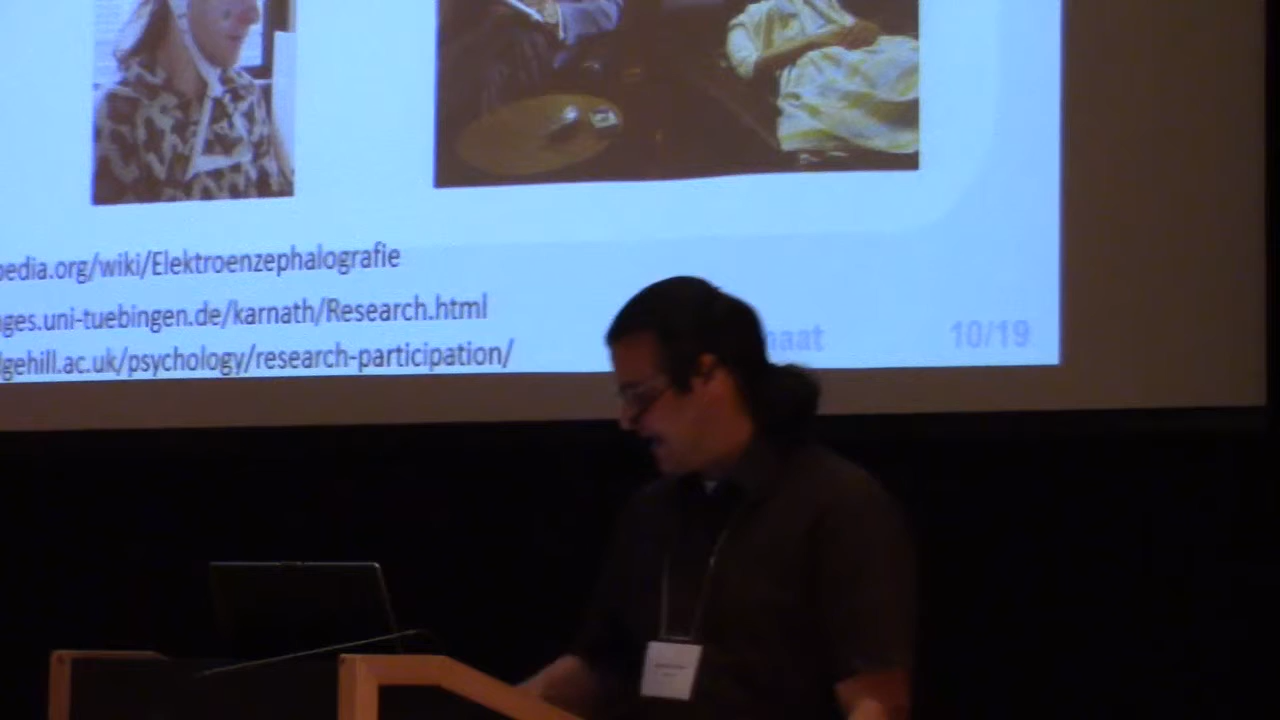 pedia.org/wiki/Elektroenzephalografie
ges.uni-tuebingen.de/karnath/Research.html
gehill.ac.uk/psychology/research-participation/
naat 10/19